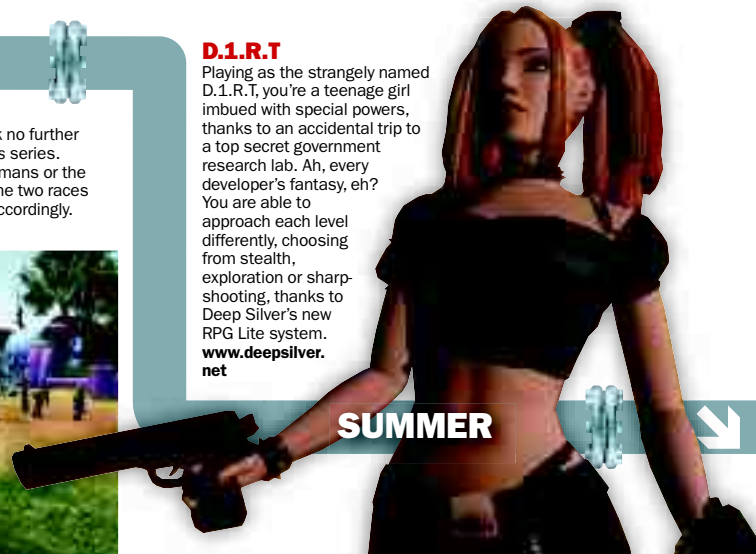 k no further
s series.
mans or the
he two races
ccordingly.
D.1.R.T
Playing as the strangely named
D.1.R.T, you're a teenage girl
imbued with special powers,
thanks to an accidental trip to
a top secret government
research lab. Ah, every
developer's fantasy, eh?
You are able to
approach each level
differently, choosing
from stealth,
exploration or sharp-
shooting, thanks to
Deep Silver's new
RPG Lite system.
www.deepsilver.
net
SUMMER